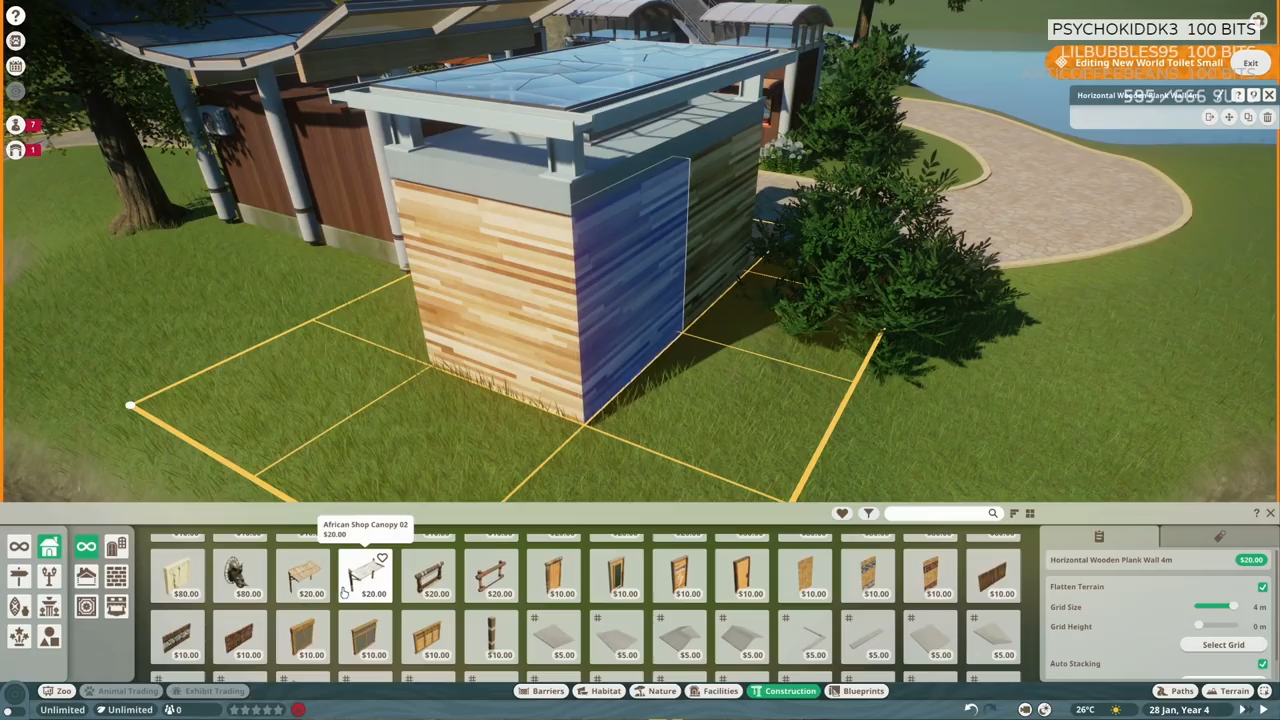 PSYCHOKIDDK3 100 BITS
LILBUBBLES95 100 BITS
Editing New World Toilet Small
Exit
Horizontal Wooden Plank Wall 4m
7
1
African Shop Canopy 02
$20.00
$80.00 $80.00 $20.00 $20.00 $20.00 $20.00 $10.00 $10.00 $10.00 $10.00 $10.00 $10.00 $10.00 $10.00
$10.00 $10.00 $10.00 $10.00 $10.00 $10.00 $5.00 $5.00 $5.00 $5.00 $5.00 $5.00 $5.00 $5.00
Horizontal Wooden Plank Wall 4m $20.00
Flatten Terrain
Grid Size 4 m
Grid Height 0 m
Select Grid
Auto Stacking
Zoo Animal Trading Exhibit Trading Barriers Habitat Nature Facilities Construction Blueprints Paths Terrain
Unlimited Unlimited 0 26°C 28 Jan, Year 4